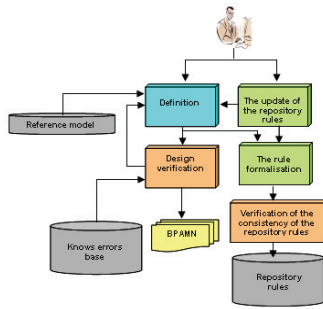 Definition
The update of
the repository
rules
Reference model
Design
verification
The rule
formalisation
Knows errors
base
BPAMN
Verification of the
consistency of the
repository rules
Repository
rules